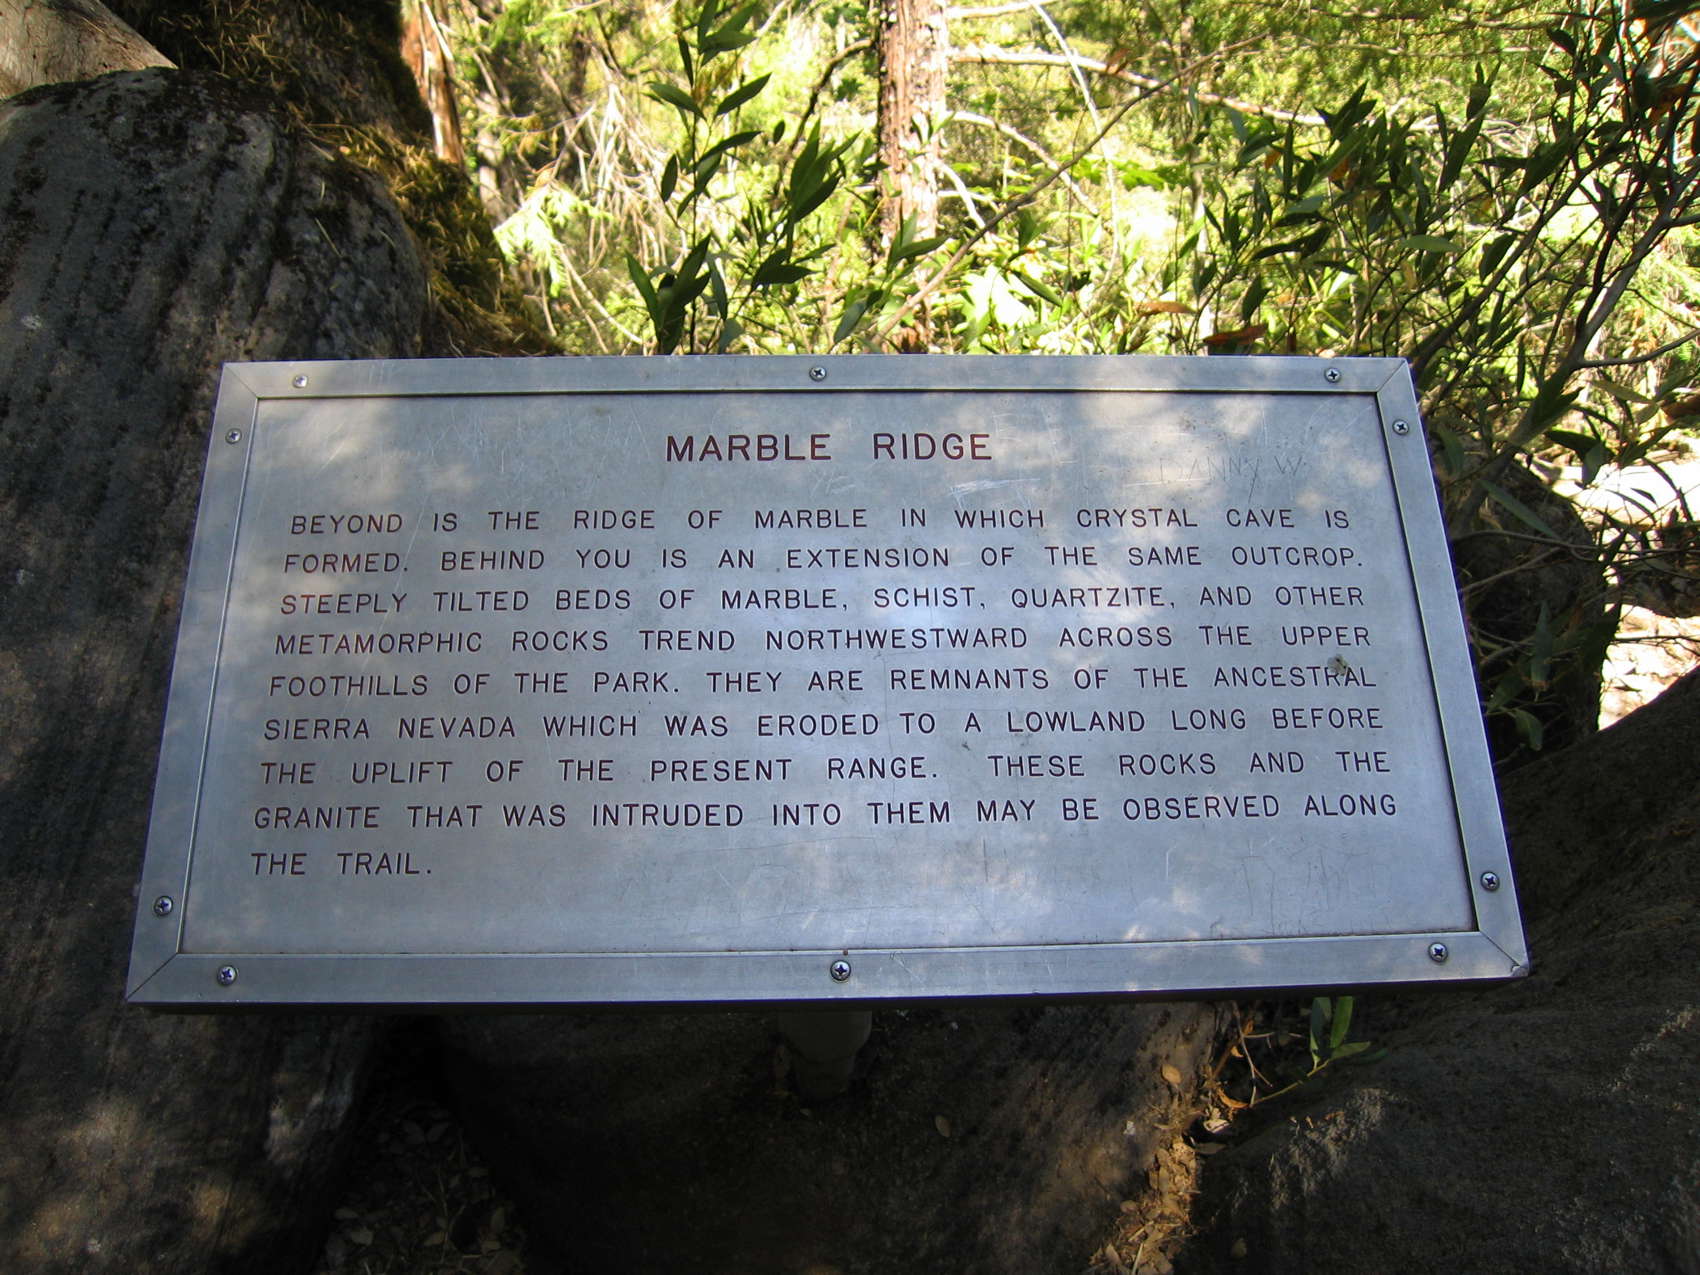 MARBLE RIDGE
DANNY W
BEYOND IS THE RIDGE OF MARBLE IN WHICH CRYSTAL CAVE IS
FORMED. BEHIND YOU IS AN EXTENSION OF THE SAME OUTCROP.
STEEPLY TILTED BEDS OF MARBLE, SCHIST, QUARTZITE, AND OTHER
METAMORPHIC ROCKS TREND NORTHWESTWARD ACROSS THE UPPER
FOOTHILLS OF THE PARK. THEY ARE REMNANTS OF THE ANCESTRAL
SIERRA NEVADA WHICH WAS ERODED TO A LOWLAND LONG BEFORE
THE UPLIFT OF THE PRESENT RANGE. THESE ROCKS AND THE
GRANITE THAT WAS INTRUDED INTO THEM MAY BE OBSERVED ALONG
THE TRAIL.